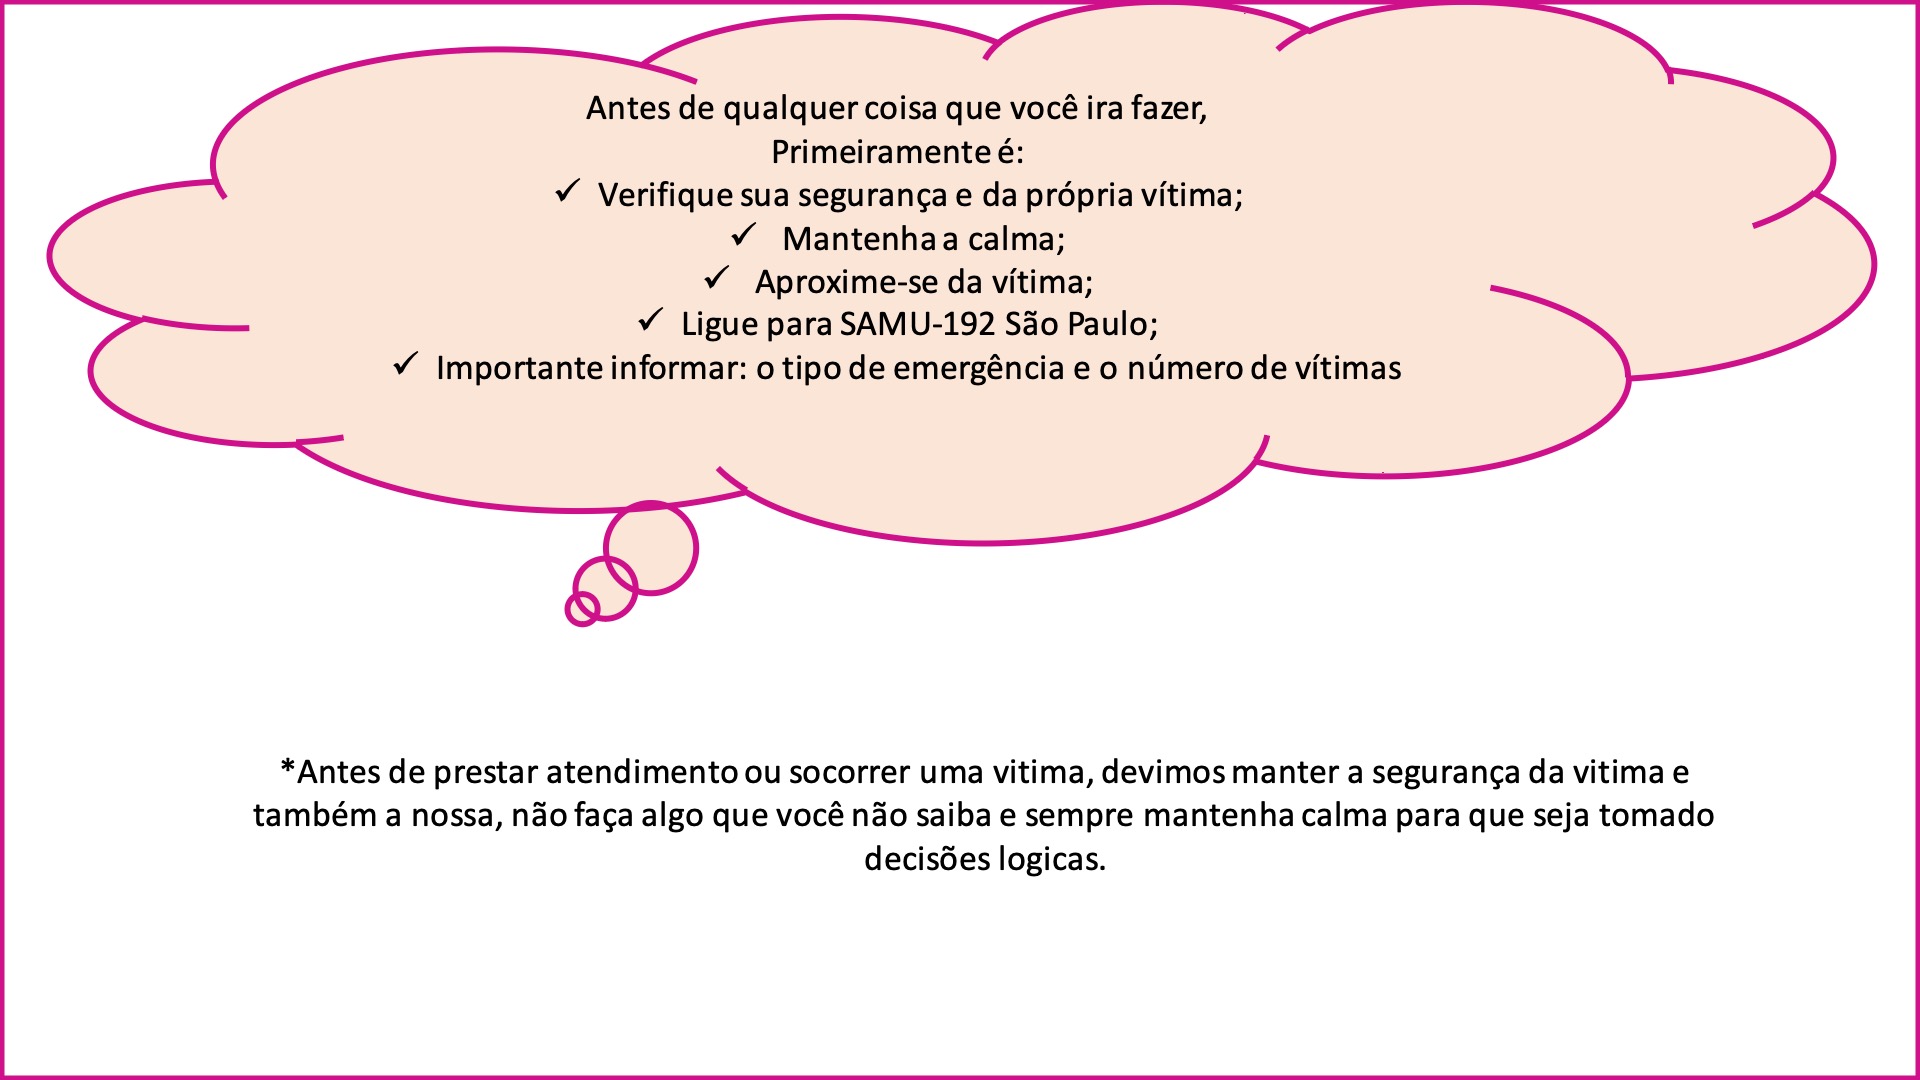 Antes de qualquer coisa que você ira fazer,
Primeiramente é:
✓ Verifique sua segurança e da própria vítima;
✓ Mantenha a calma;
✓ Aproxime-se da vítima;
✓ Ligue para SAMU-192 São Paulo;
✓ Importante informar: o tipo de emergência e o número de vítimas
*Antes de prestar atendimento ou socorrer uma vitima, devimos manter a segurança da vitima e
também a nossa, não faça algo que você não saiba e sempre mantenha calma para que seja tomado
decisões logicas.